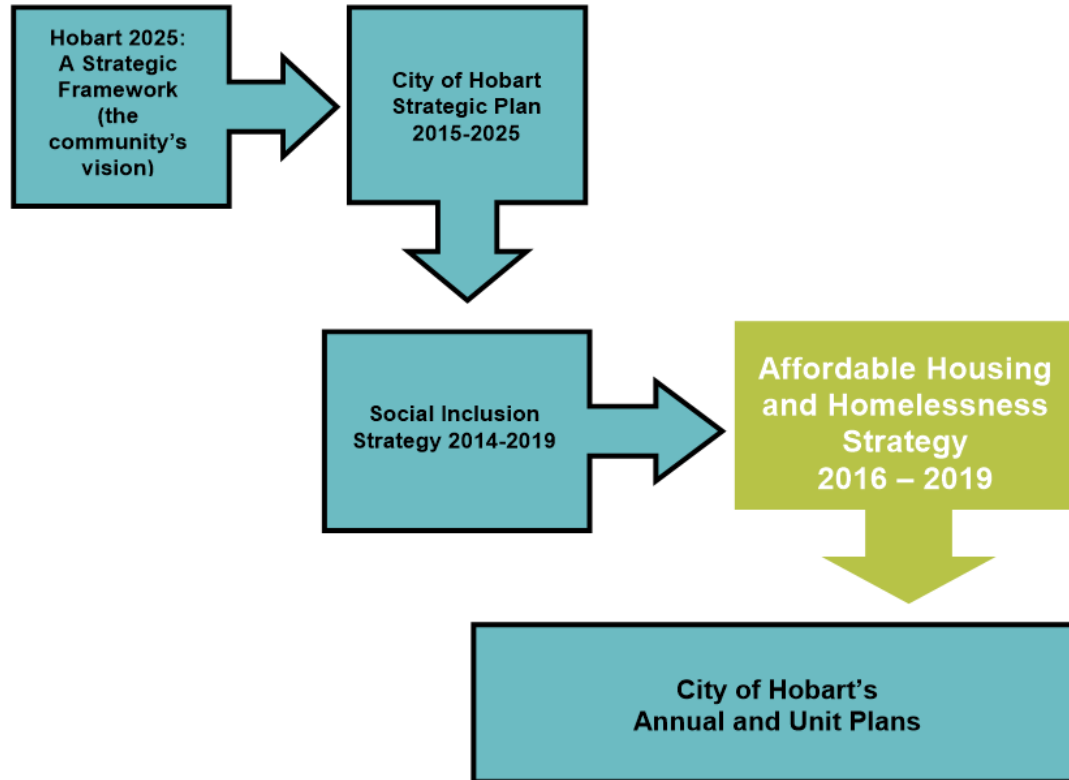 Hobart 2025:
A Strategic
Framework
(the
community’s
vision)
City of Hobart
Strategic Plan
2015-2025
Social Inclusion
Strategy 2014-2019
Affordable Housing
and Homelessness
Strategy
2016 – 2019
City of Hobart’s
Annual and Unit Plans